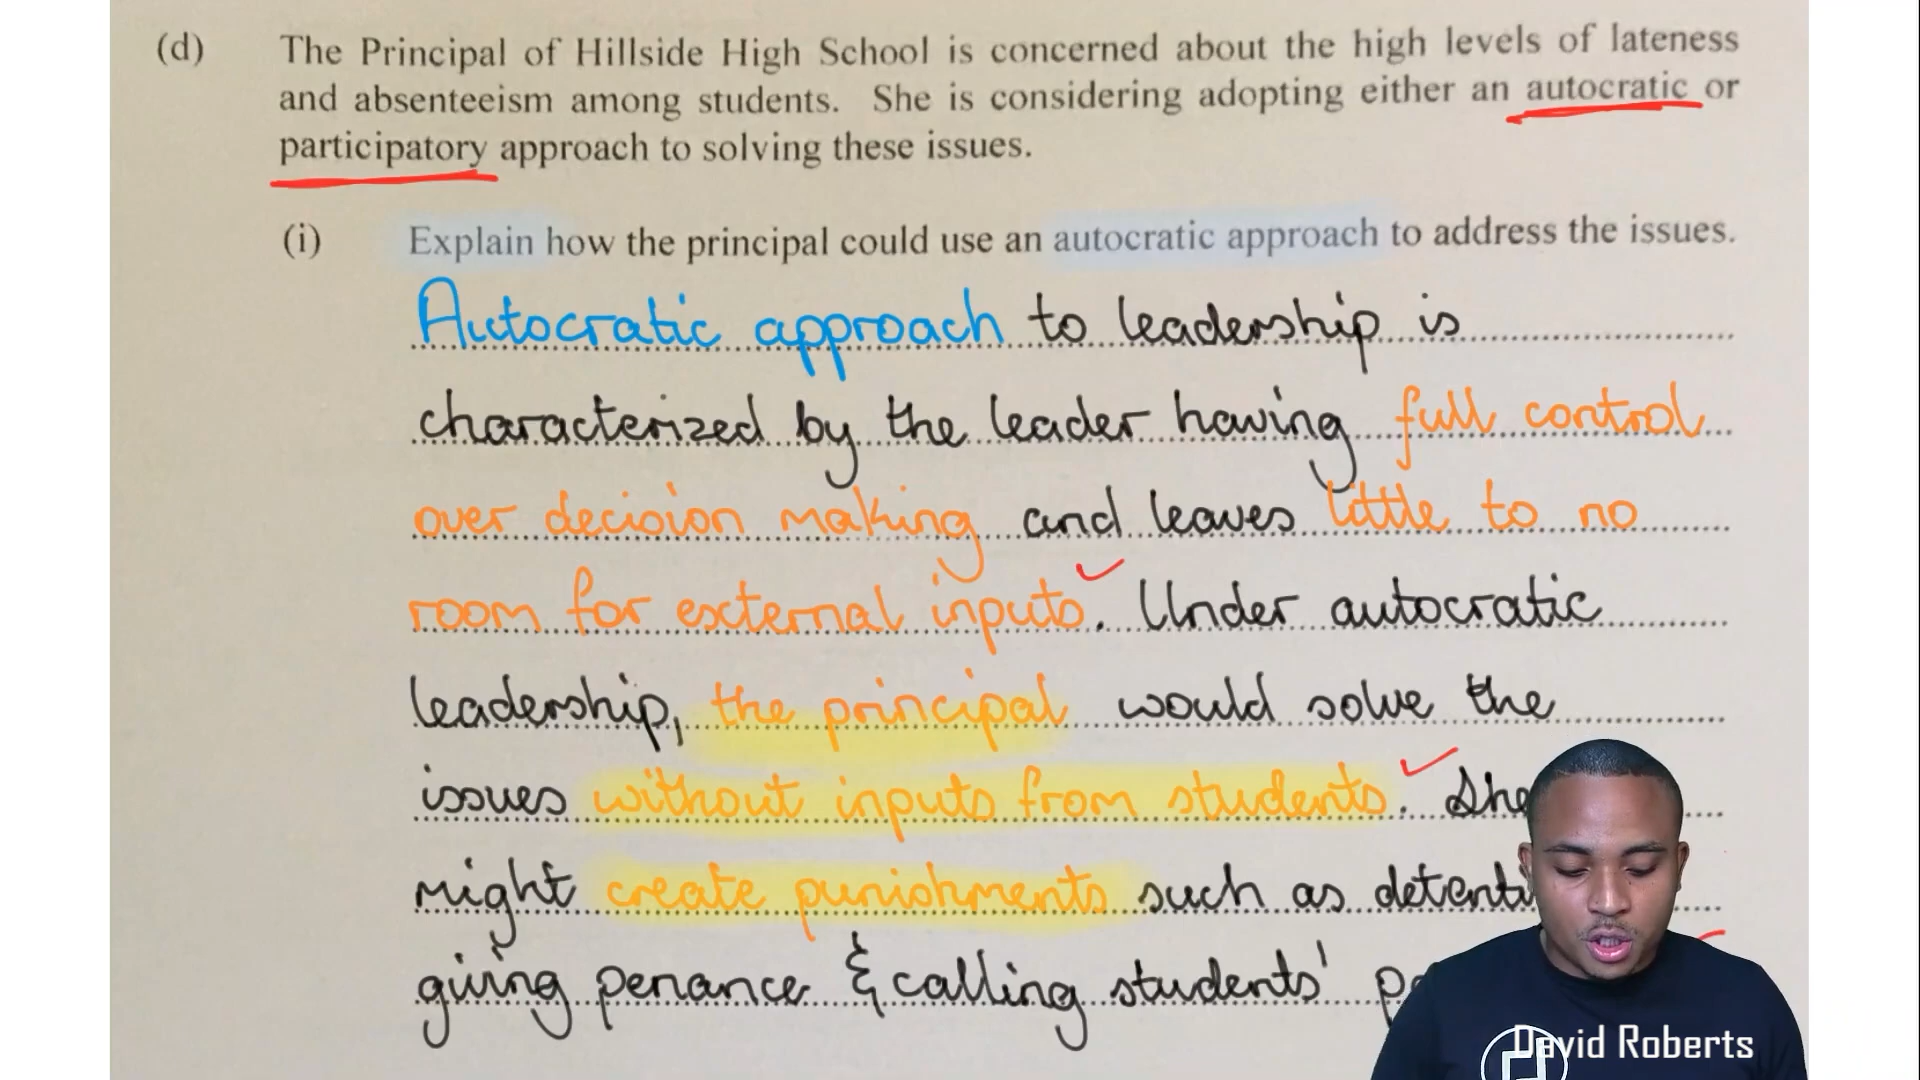 (d) The Principal of Hillside High School is concerned about the high levels of lateness
and absenteeism among students. She is considering adopting either an autocratic or
participatory approach to solving these issues.
(i) Explain how the principal could use an autocratic approach to address the issues.
Autocratic approach to leadership is
characterized by the leader having full control
over decision making and leaves little to no
room for external inputs. Under autocratic
leadership, the principal would solve the
issues without inputs from students. She
might create punishments such as
giving penance & calling students'
David Roberts